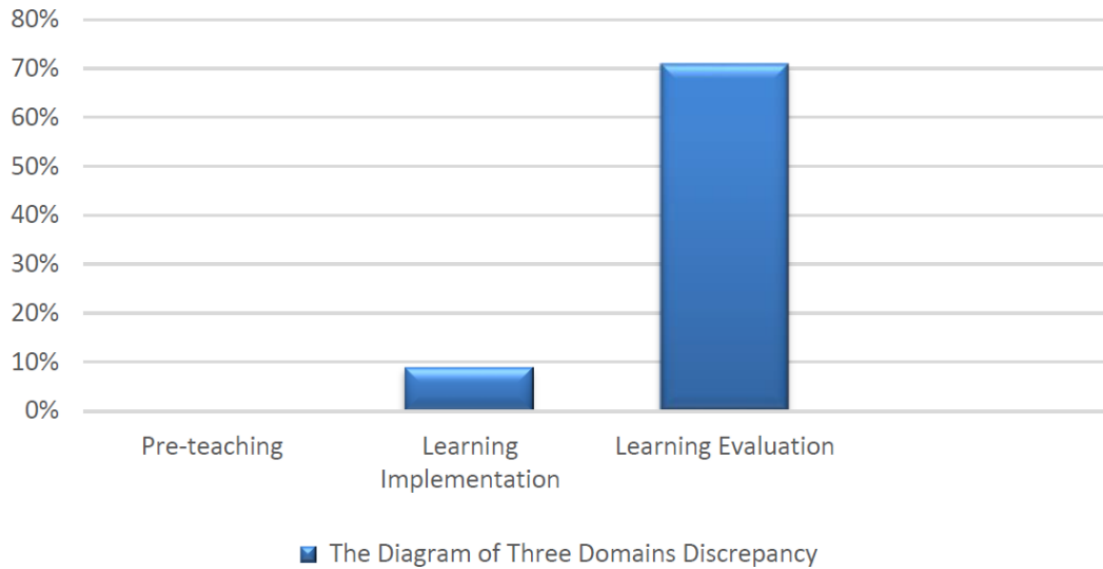 80%
70%
60%
50%
40%
30%
20%
10%
0%
Pre-teaching
Learning
Implementation
Learning Evaluation
The Diagram of Three Domains Discrepancy